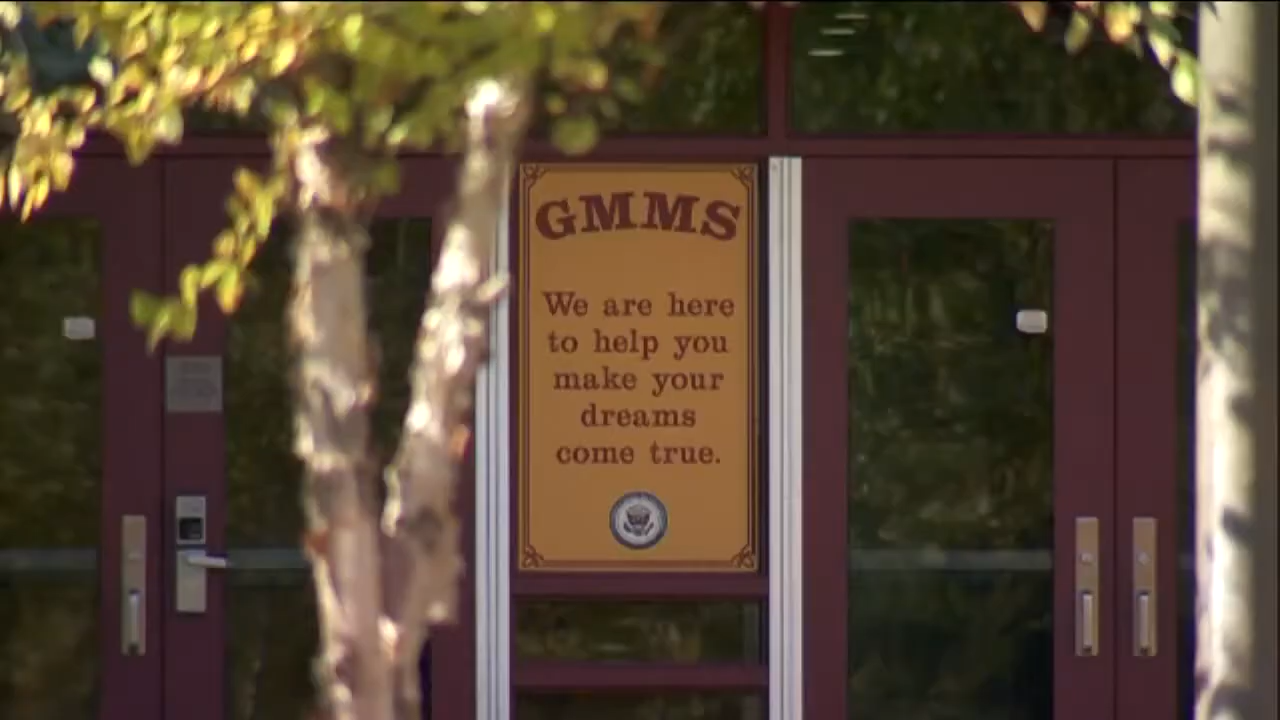 GMMS
We are here
to help you
make your
dreams
come true.